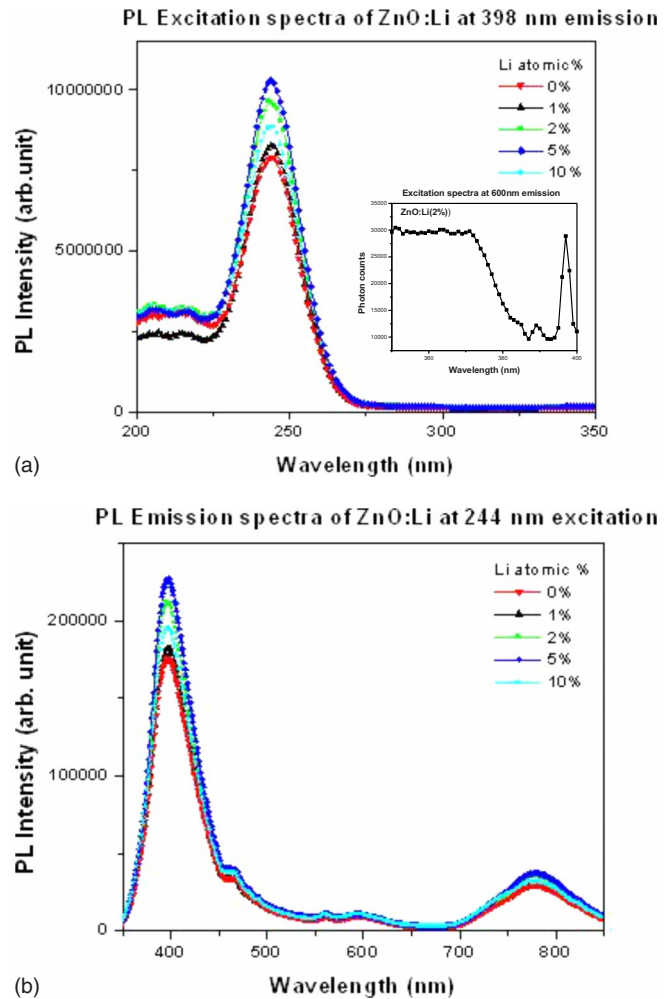 PL Excitation spectra of ZnO:Li at 398 nm emission
Li atomic %
0%
1%
2%
5%
10%
PL Intensity (arb.unit)
10000000
5000000
0
200
250
300
350
Wavelength (nm)
Excitation spectra at 600nm emission
ZnO:Li(2%))
Photon counts
35000
30000
25000
20000
15000
10000
360
380
400
Wavelength (nm)
(a)
PL Emission spectra of ZnO:Li at 244 nm excitation
Li atomic %
0%
1%
2%
5%
10%
PL Intensity (arb. unit)
200000
100000
0
400
500
600
700
800
Wavelength (nm)
(b)